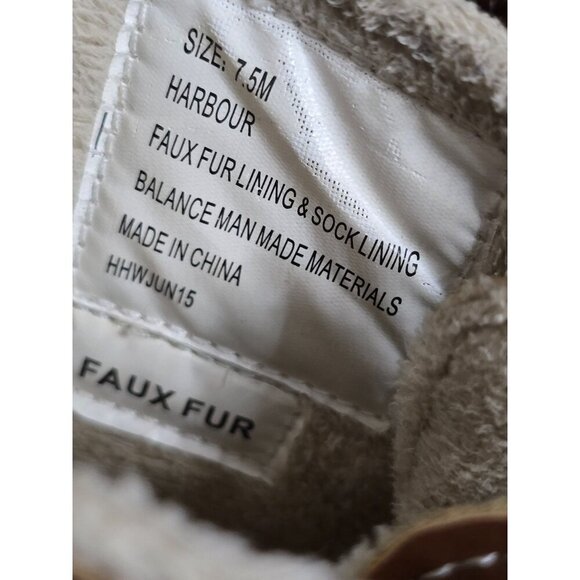 SIZE: 7.5M
HARBOUR
FAUX FUR LINING & SOCK LINING
BALANCE MAN MADE MATERIALS
MADE IN CHINA
HHWJUN15
FAUX FUR